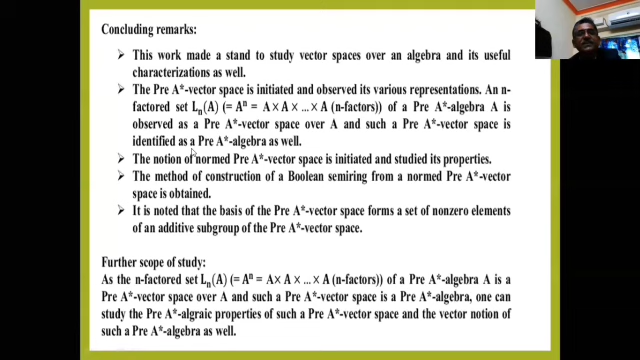 Concluding remarks
➢ This work made a stand to study vector spaces over an algebra and its useful
characterizations as well.
➢ The Pre A*-vector space is initiated and observed its various representations. An n-
factored set Lₙ(A) (= Aⁿ = A × A × ... × A (n-factors)) of a Pre A*-algebra A is
observed as a Pre A*-vector space over A and such a Pre A*-vector space is
identified as a Pre A*-algebra as well.
➢ The notion of normed Pre A*-vector space is initiated and studied its properties.
➢ The method of construction of a Boolean semiring from a normed Pre A*-vector
space is obtained.
➢ It is noted that the basis of the Pre A*-vector space forms a set of nonzero elements
of an additive subgroup of the Pre A*-vector space.
Further scope of study:
As the n-factored set Lₙ(A) (= Aⁿ = A × A × ... × A (n-factors)) of a Pre A*-algebra A is a
Pre A*-vector space over A and such a Pre A*-vector space is a Pre A*-algebra, one can
study the Pre A*-algraic properties of such a Pre A*-vector space and the vector notion of
such a Pre A*-algebra as well.